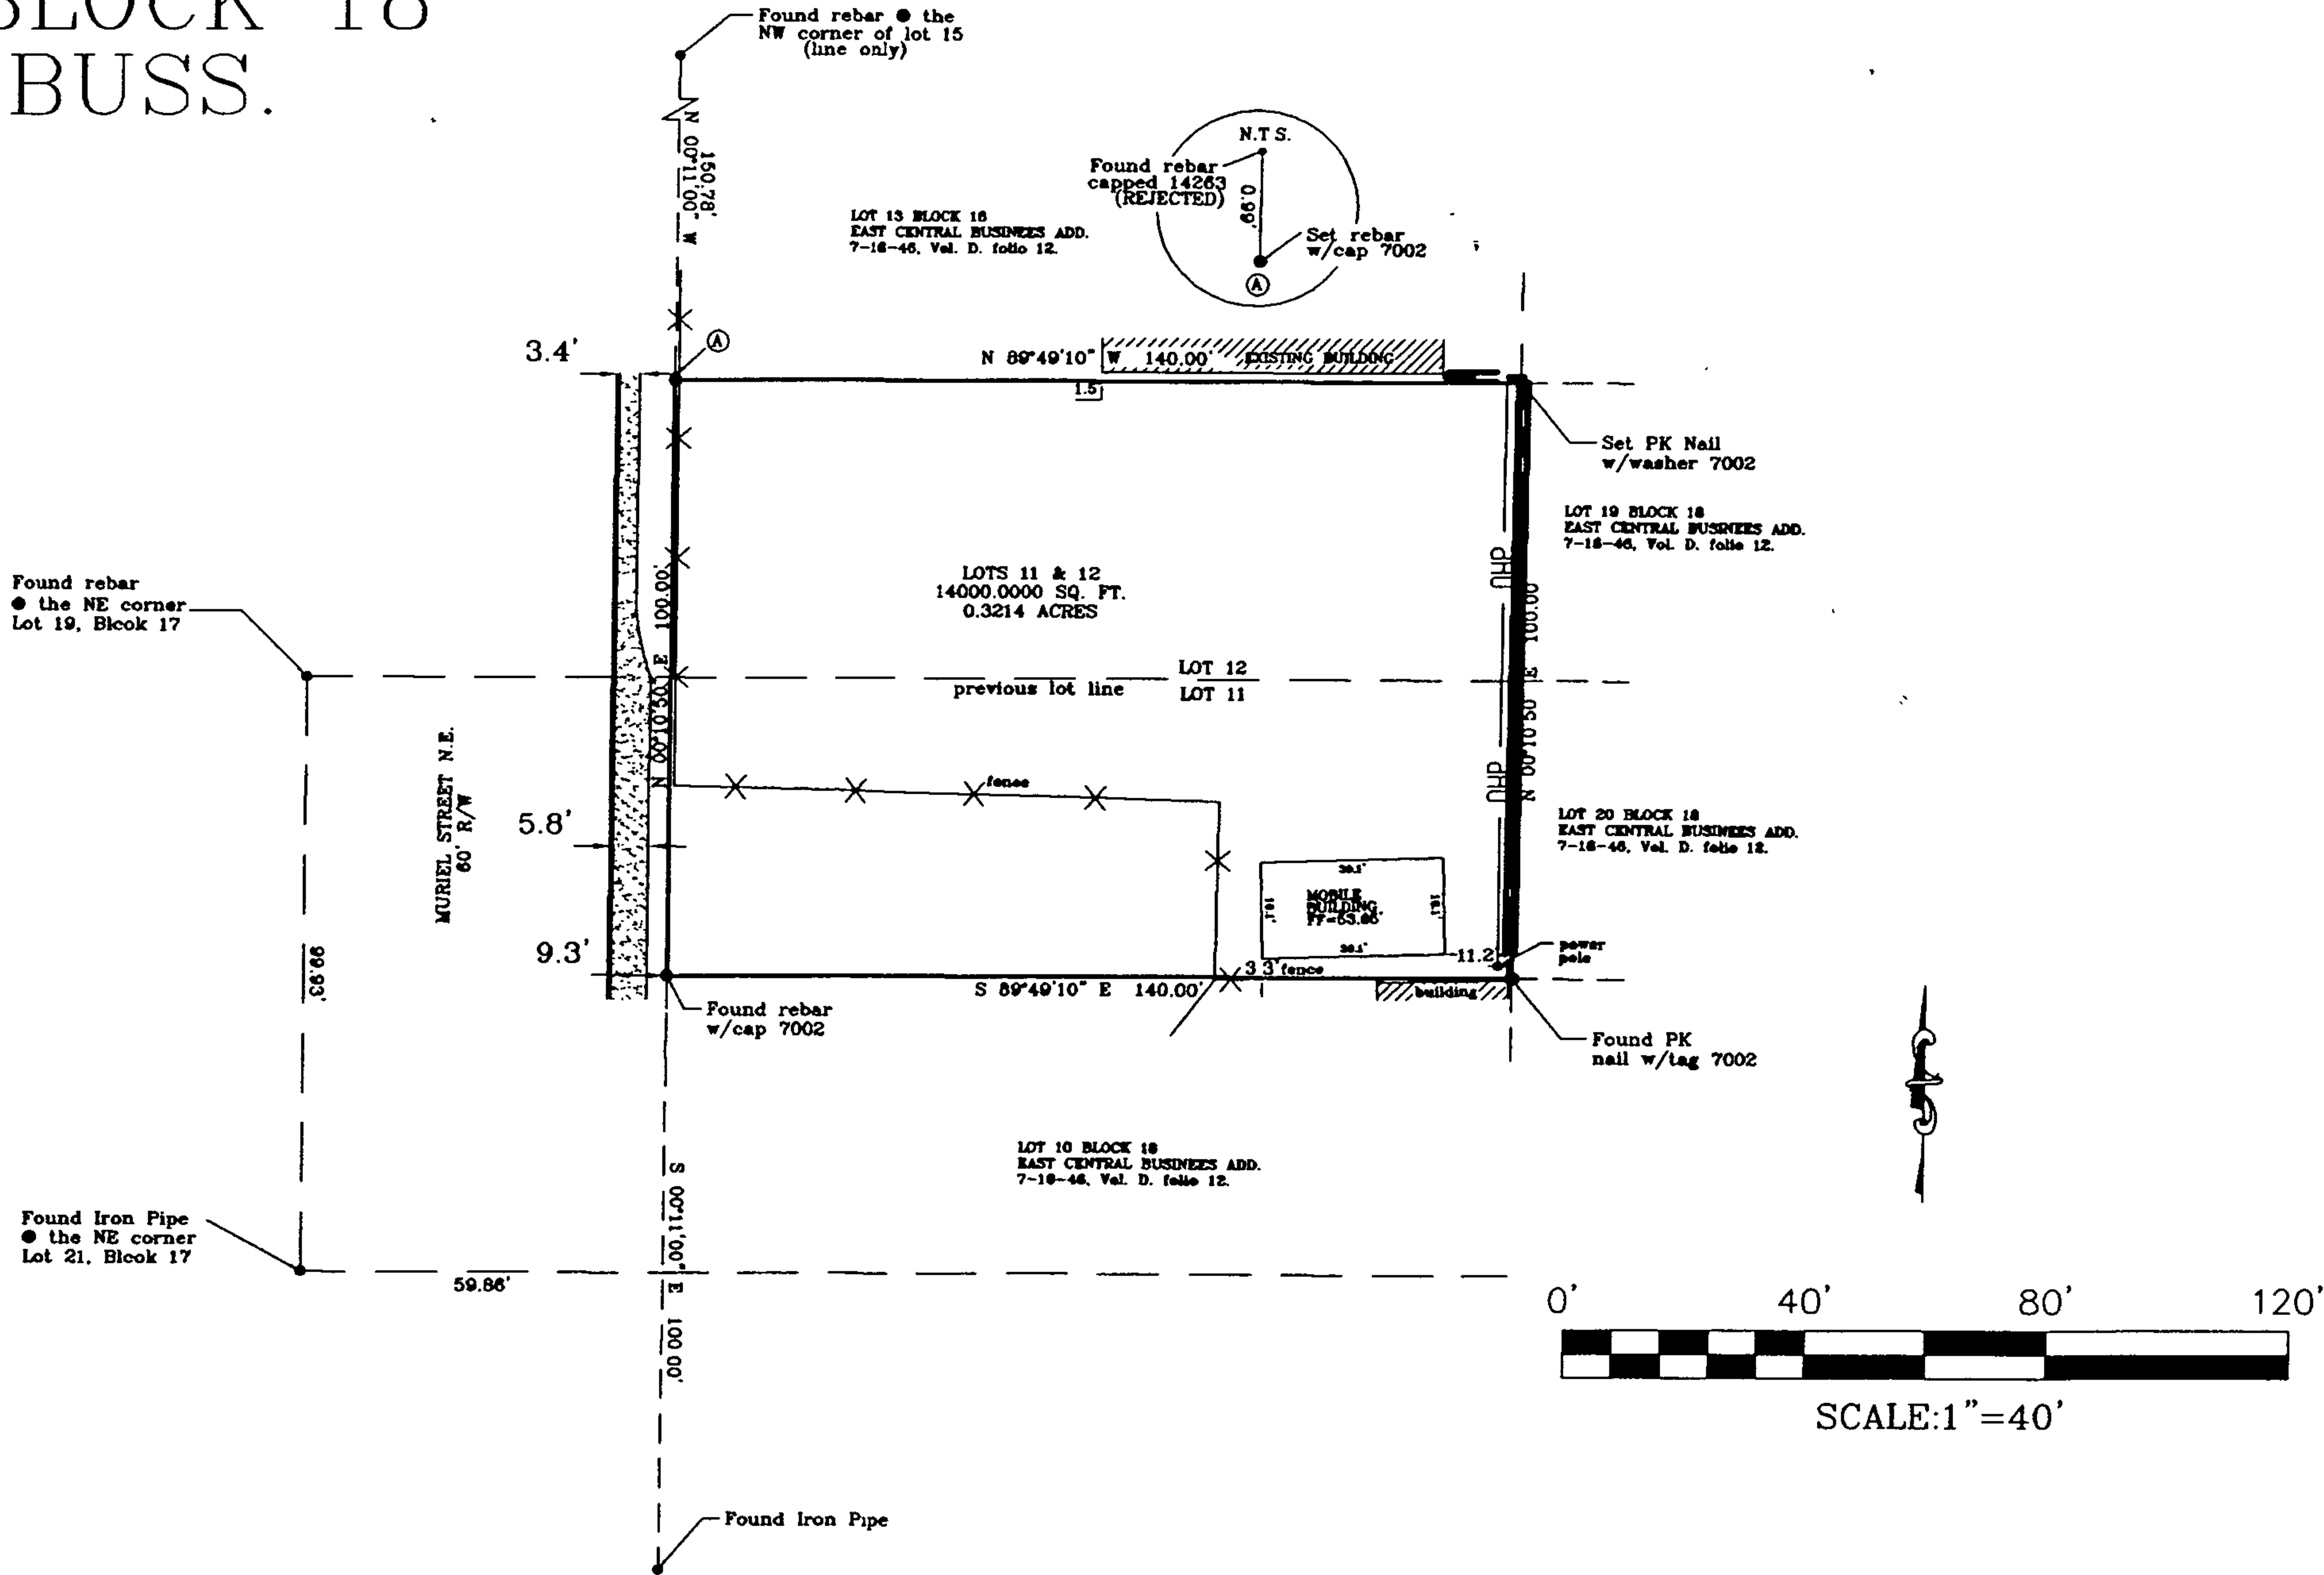 BLOCK 18
BUSS.
Found rebar ● the
NW corner of lot 15
(line only)
N 00°11'00" W
150.78'
N.T S.
Found rebar
capped 14263
(REJECTED)
0.99'
Set rebar
w/cap 7002
A
LOT 13 BLOCK 18
EAST CENTRAL BUSINEES ADD.
7-18-46, Vol. D. folio 12.
3.4'
A
N 89°49'10" W 140.00'
EXISTING BUILDING
1.5
Set PK Nail
w/washer 7002
LOT 19 BLOCK 18
EAST CENTRAL BUSINEES ADD.
7-18-46, Vol. D. folio 12.
Found rebar
● the NE corner
Lot 19, Blcok 17
LOTS 11 & 12
14000.0000 SQ. FT.
0.3214 ACRES
N 00°10'50" E 100.00'
OHP
N 00°10'50" E 100.00
LOT 12
previous lot line
LOT 11
MURIEL STREET N.E.
60' R/W
fence
OHP
5.8'
LOT 20 BLOCK 18
EAST CENTRAL BUSINEES ADD.
7-18-46, Vol. D. folio 12.
MOBILE
BUILDING.
99.93'
9.3'
11.2'
power
pole
3 3'
fence
S 89°49'10" E 140.00'
building
Found rebar
w/cap 7002
Found PK
nail w/tag 7002
LOT 10 BLOCK 18
EAST CENTRAL BUSINEES ADD.
7-18-46, Vol. D. folio 12.
S 00°11'00" E 100 00'
Found Iron Pipe
● the NE corner
Lot 21, Blcok 17
59.86'
0' 40' 80' 120'
SCALE:1"=40'
Found Iron Pipe